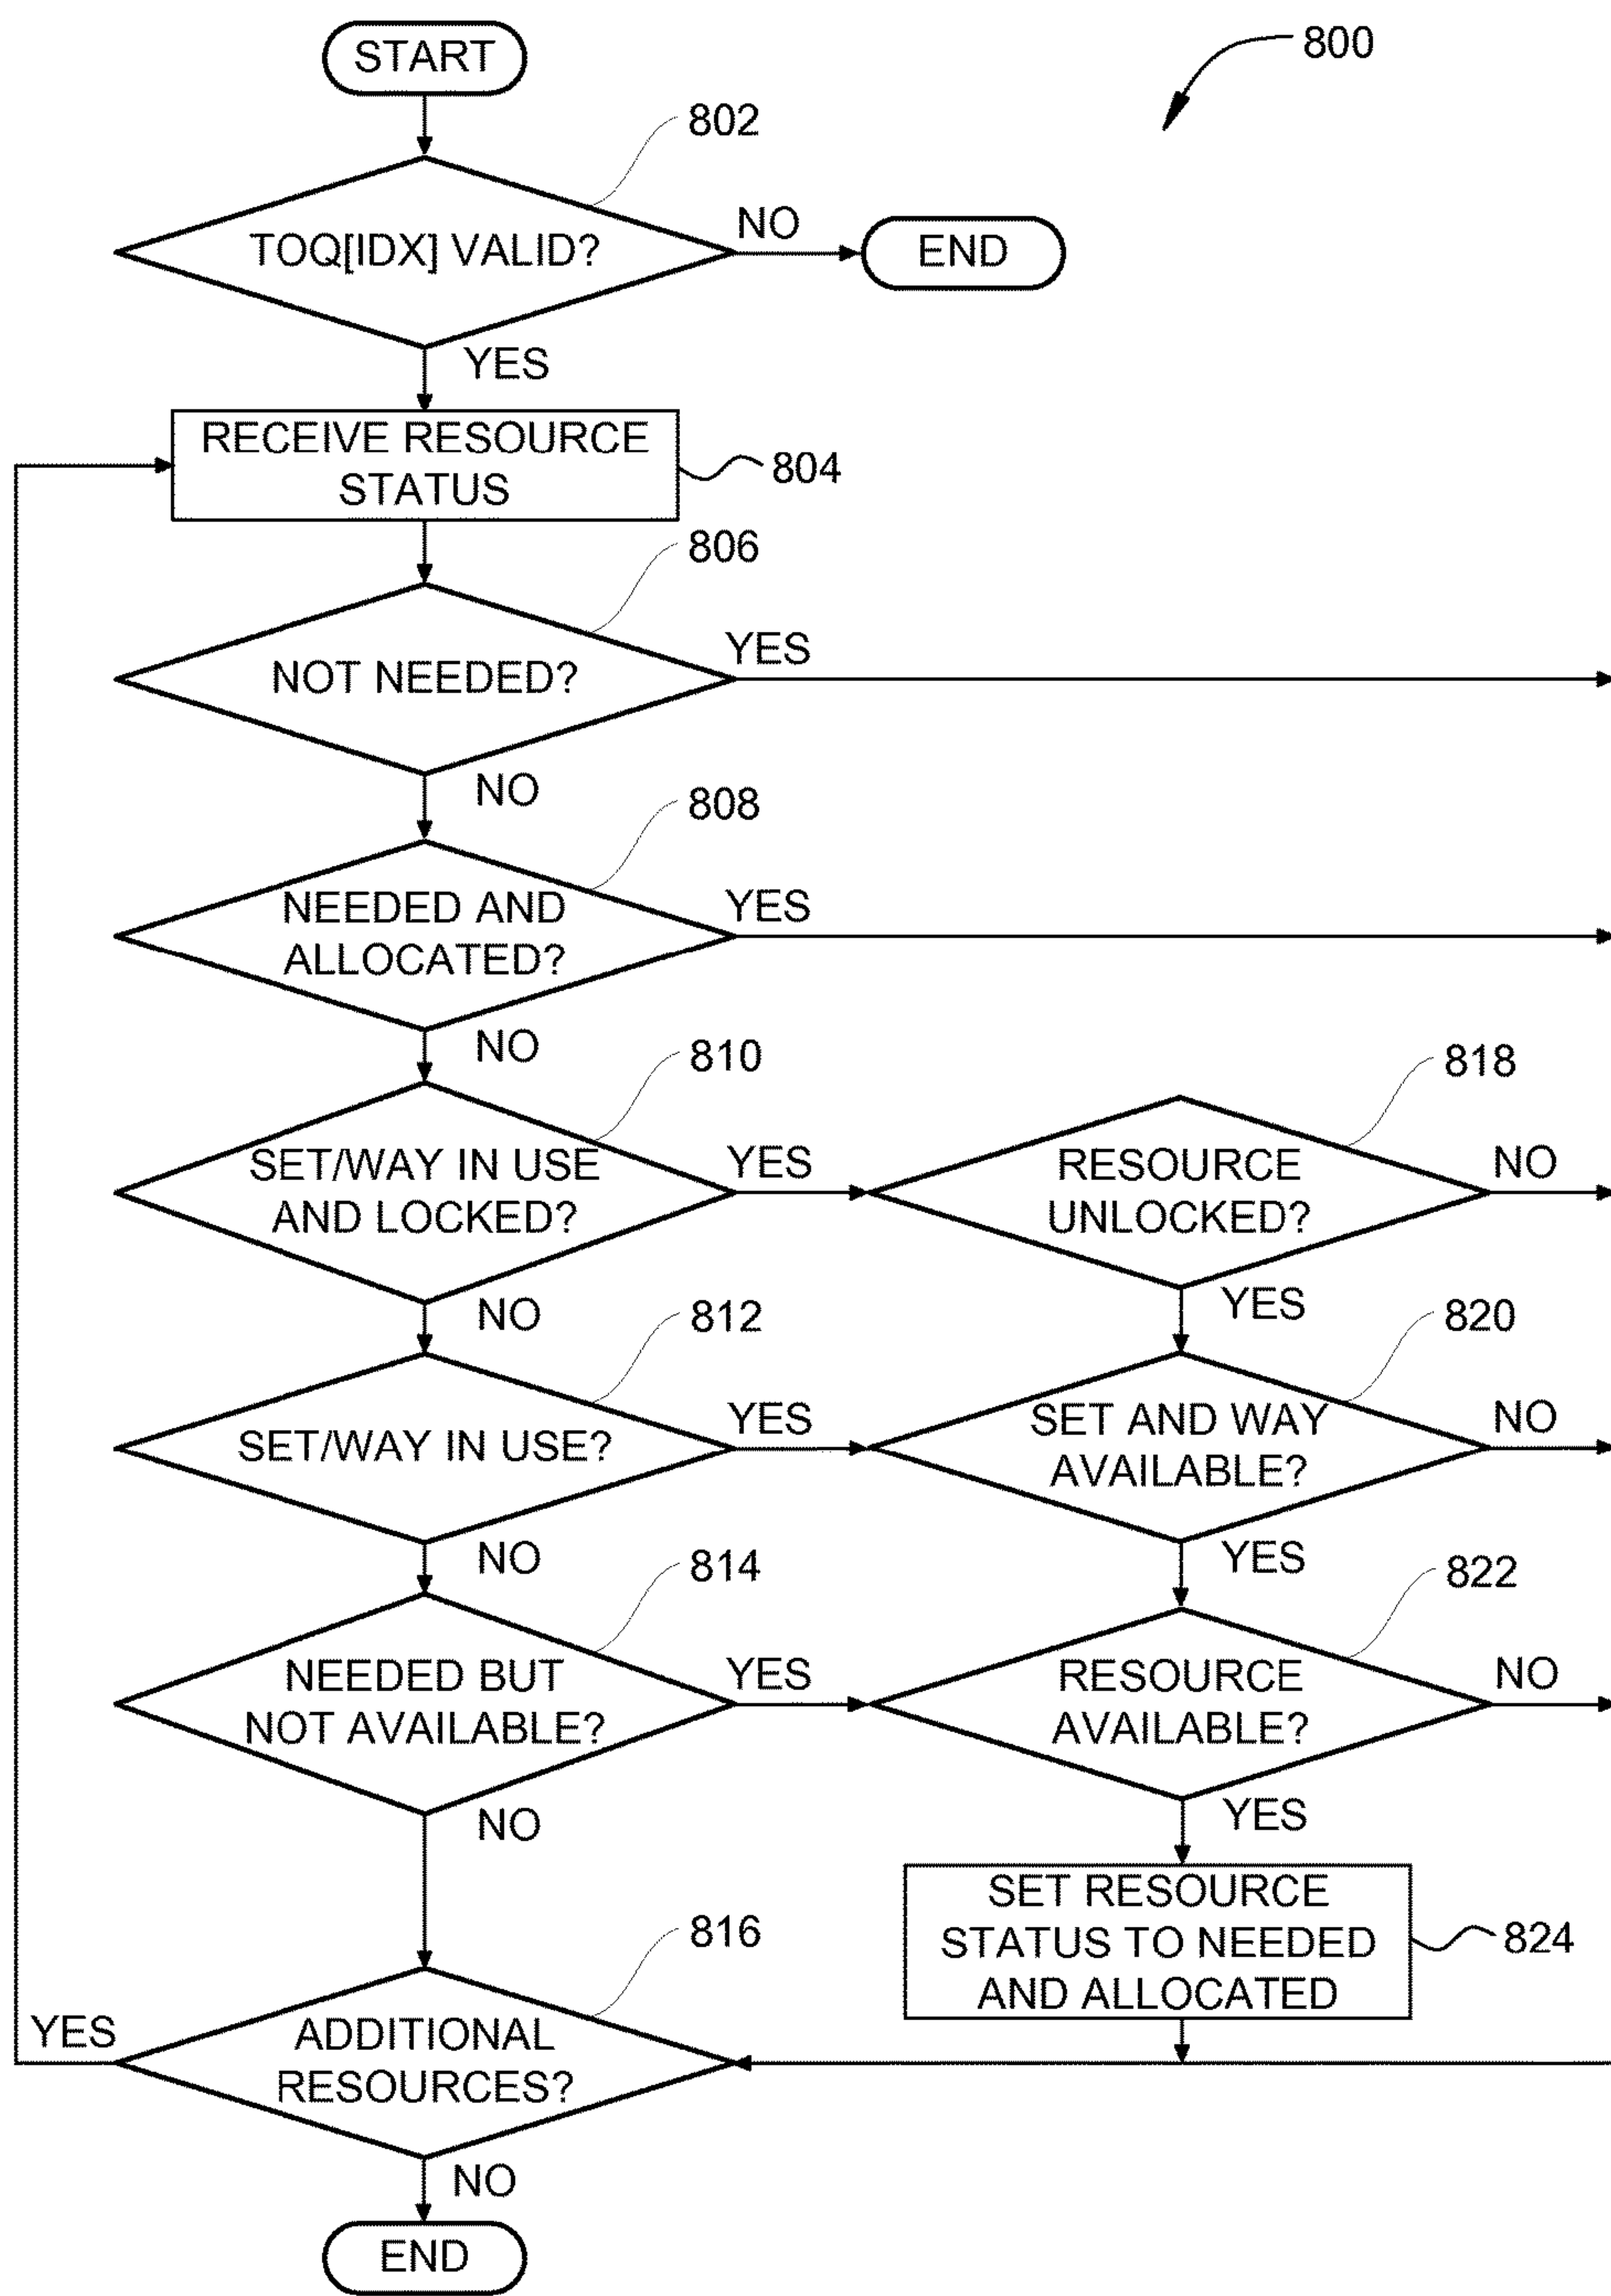 START
800
802
TOQ[IDX] VALID?
NO
END
YES
RECEIVE RESOURCE
STATUS
804
806
NOT NEEDED?
YES
NO
808
NEEDED AND
ALLOCATED?
YES
NO
810
SET/WAY IN USE
AND LOCKED?
YES
818
RESOURCE
UNLOCKED?
NO
NO
YES
812
SET/WAY IN USE?
YES
820
SET AND WAY
AVAILABLE?
NO
NO
YES
814
NEEDED BUT
NOT AVAILABLE?
YES
822
RESOURCE
AVAILABLE?
NO
NO
YES
SET RESOURCE
STATUS TO NEEDED
AND ALLOCATED
824
816
ADDITIONAL
RESOURCES?
YES
NO
END